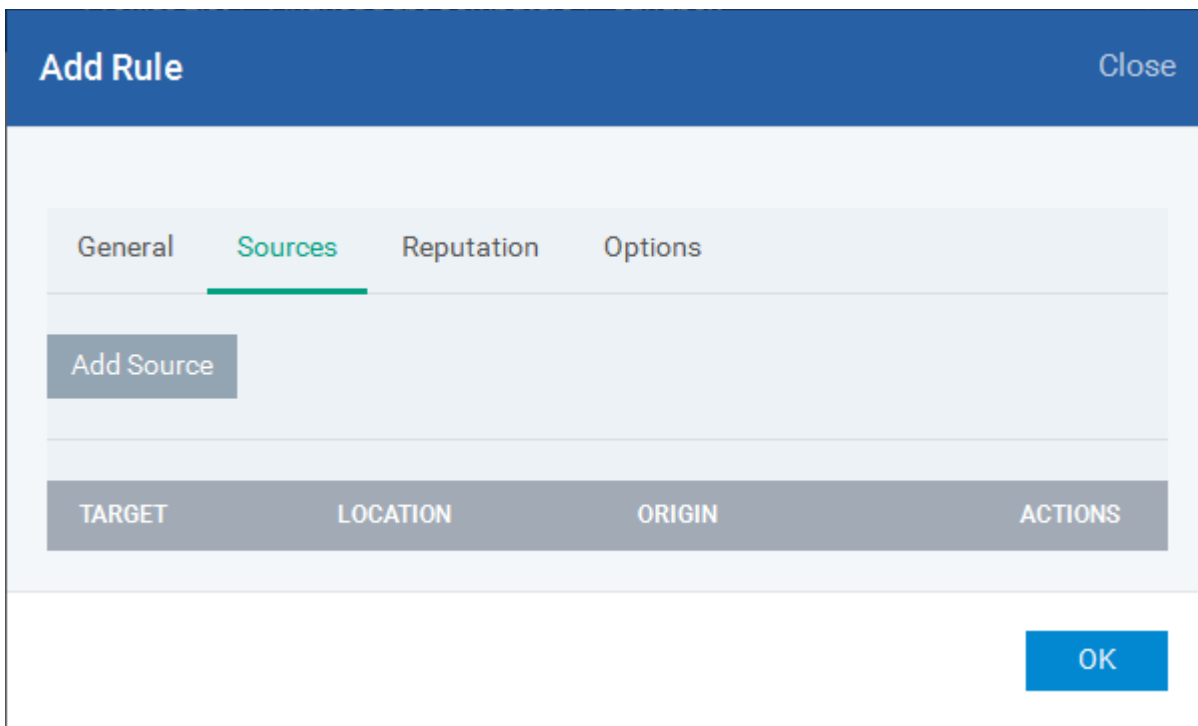 Add Rule Close
General Sources Reputation Options
Add Source
TARGET LOCATION ORIGIN ACTIONS
OK